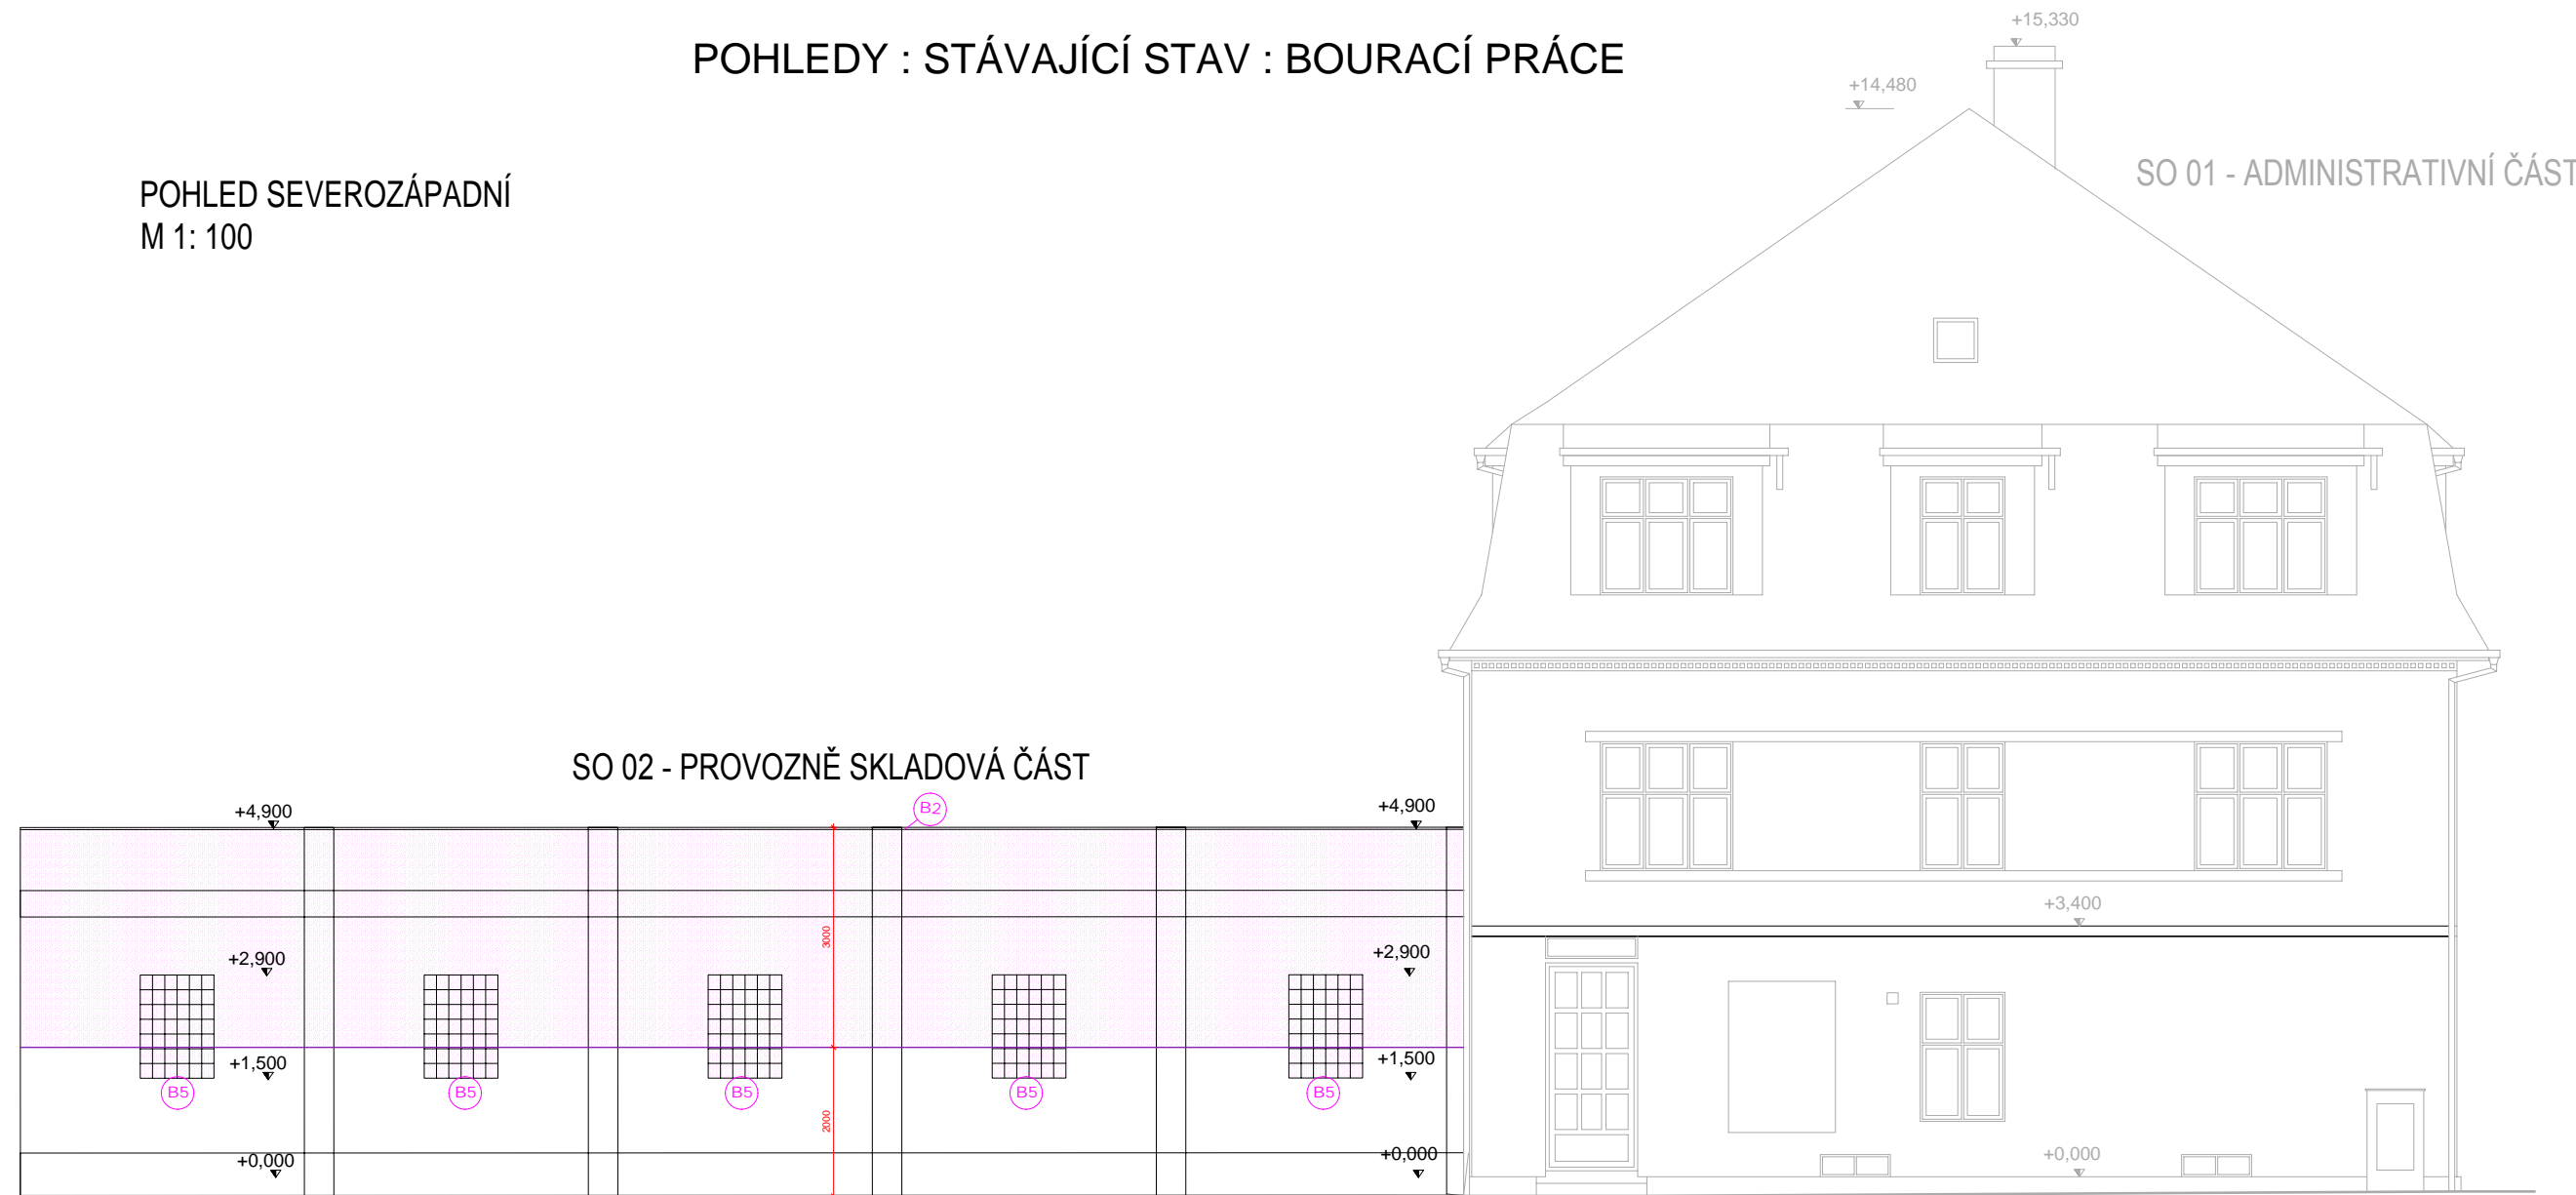 +15,330
POHLEDY : STÁVAJÍCÍ STAV : BOURACÍ PRÁCE
+14,480
SO 01 - ADMINISTRATIVNÍ ČÁST
POHLED SEVEROZÁPADNÍ
M 1: 100
SO 02 - PROVOZNĚ SKLADOVÁ ČÁST
+4,900
B2
+4,900
+3,400
3000
+2,900
+2,900
+1,500
+1,500
B5
B5
B5
B5
B5
2000
+0,000
+0,000
+0,000